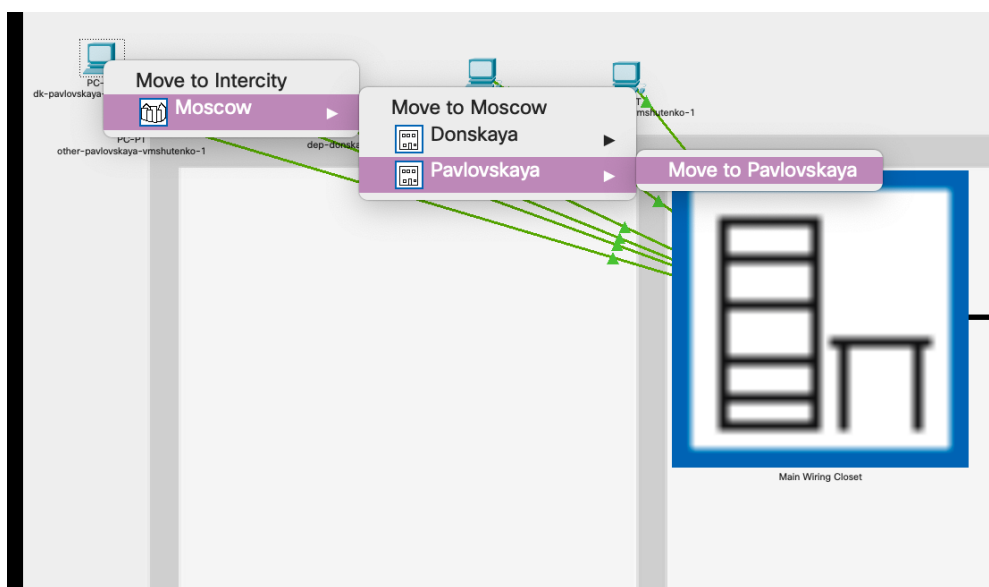 PC-
dk-pavlovskaya-
Move to Intercity
Moscow
Move to Moscow
Donskaya
Pavlovskaya
Move to Pavlovskaya
mshutenko-1
PC-PT
other-pavlovskaya-vmshutenko-1
dep-donska
Main Wiring Closet